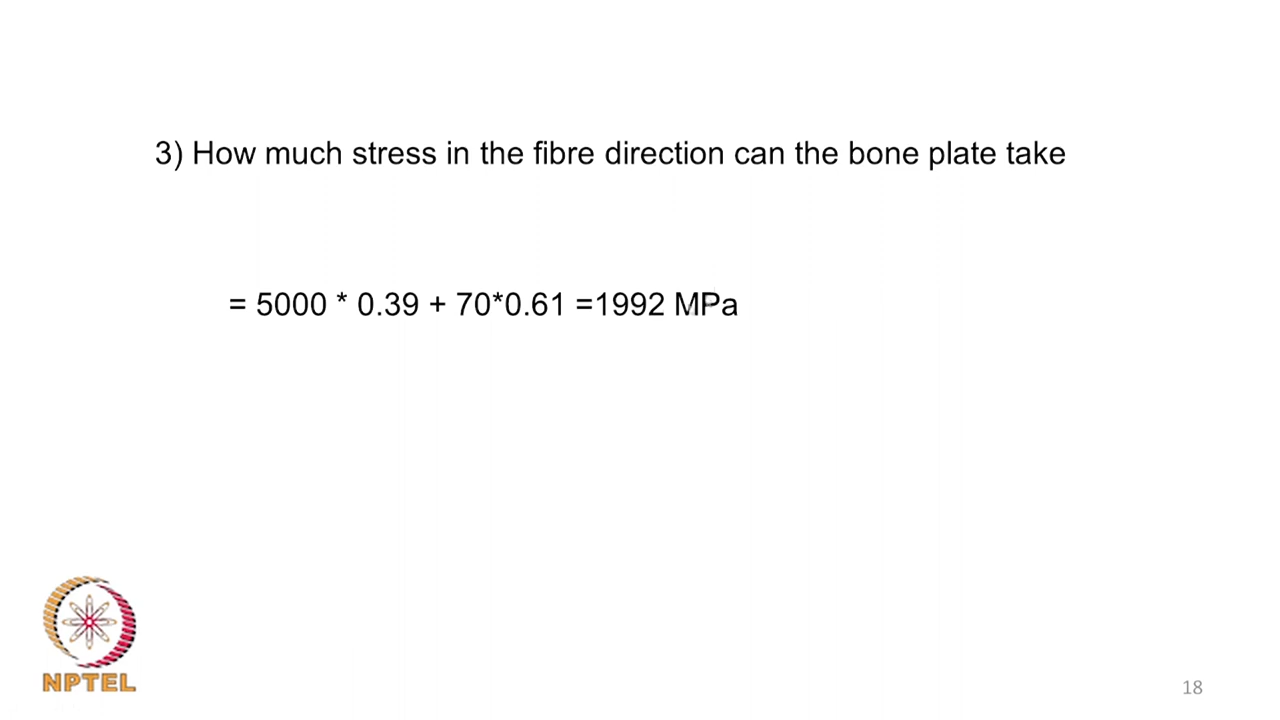 3) How much stress in the fibre direction can the bone plate take
= 5000 * 0.39 + 70*0.61 =1992 MPa
NPTEL
18